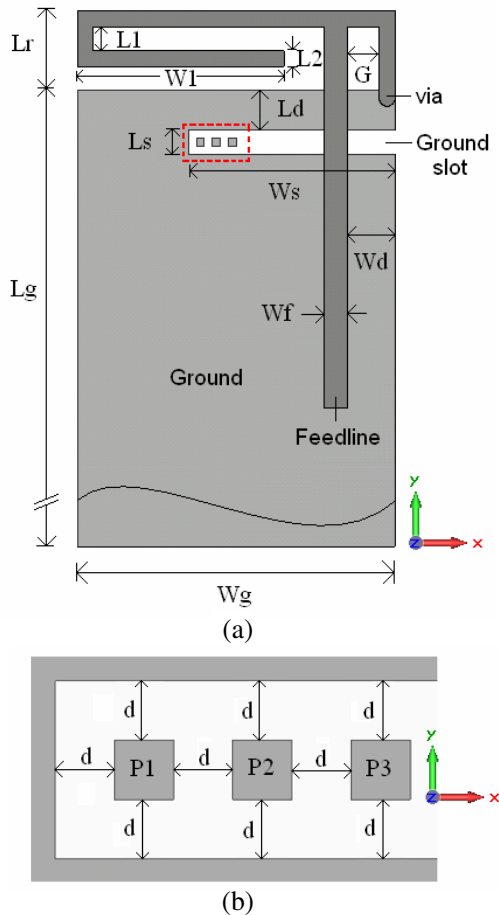 Lr
L1
L2
W1
G
via
Ld
Ls
Ground
slot
Ws
Wd
Lg
Wf
Ground
Feedline
y
z
x
Wg
(a)
d
d
d
d
P1
d
P2
d
P3
d
d
d
y
z
x
(b)